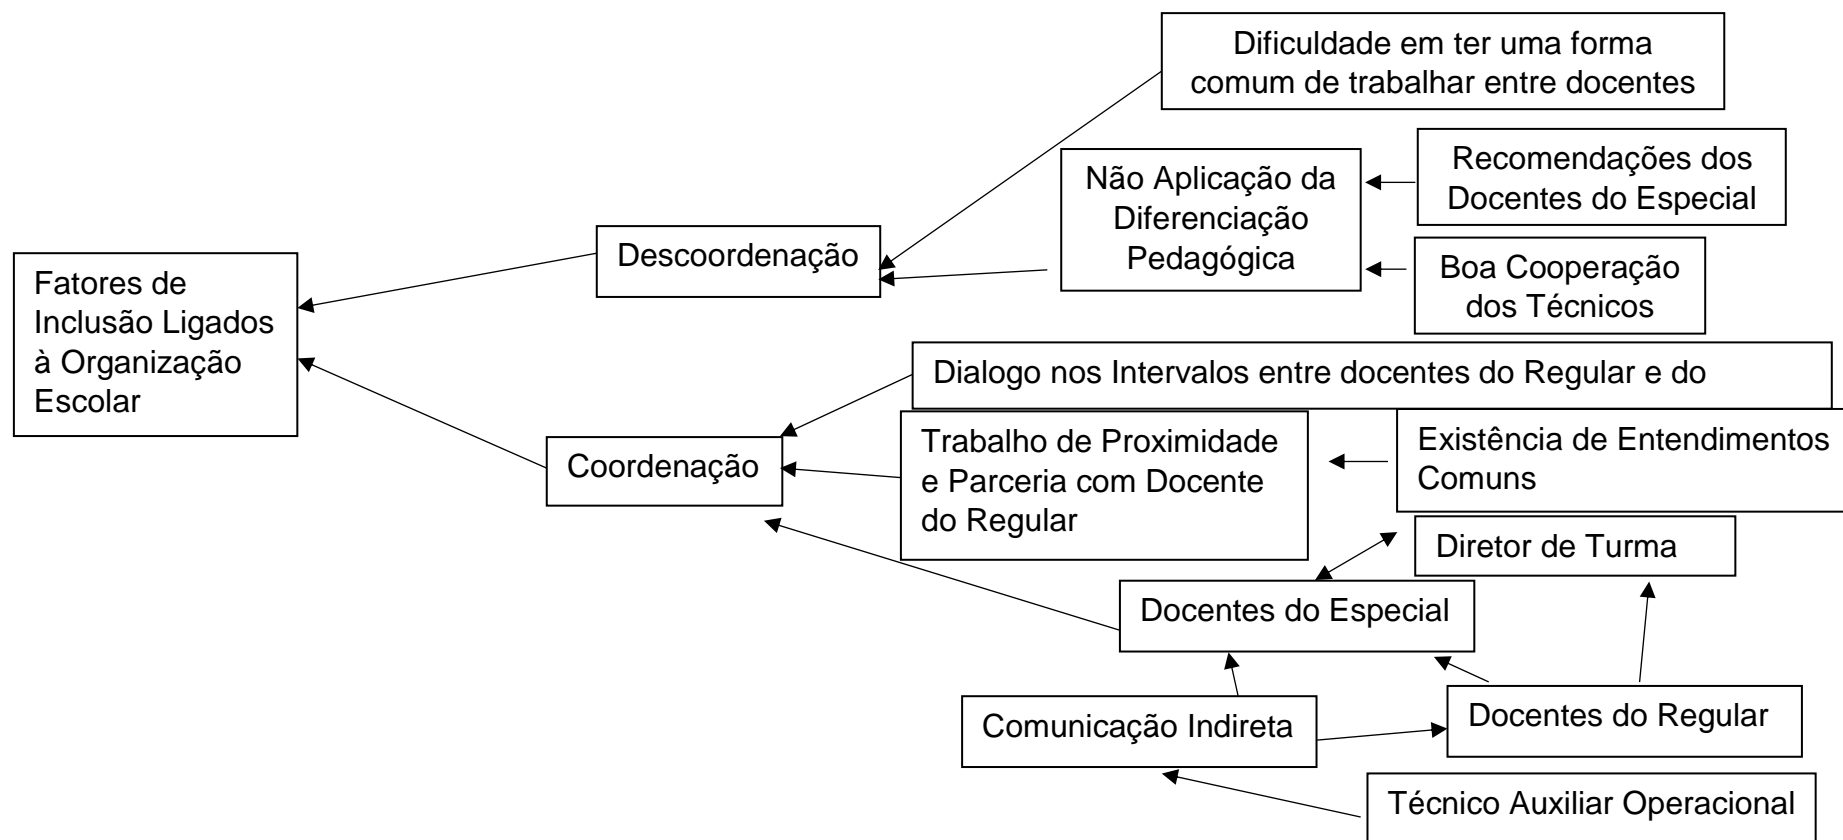 Dificuldade em ter uma forma
comum de trabalhar entre docentes
Não Aplicação da
Diferenciação
Pedagógica
Recomendações dos
Docentes do Especial
Boa Cooperação
dos Técnicos
Descoordenação
Fatores de
Inclusão Ligados
à Organização
Escolar
Dialogo nos Intervalos entre docentes do Regular e do
Coordenação
Trabalho de Proximidade
e Parceria com Docente
do Regular
Existência de Entendimentos
Comuns
Diretor de Turma
Docentes do Especial
Comunicação Indireta
Docentes do Regular
Técnico Auxiliar Operacional